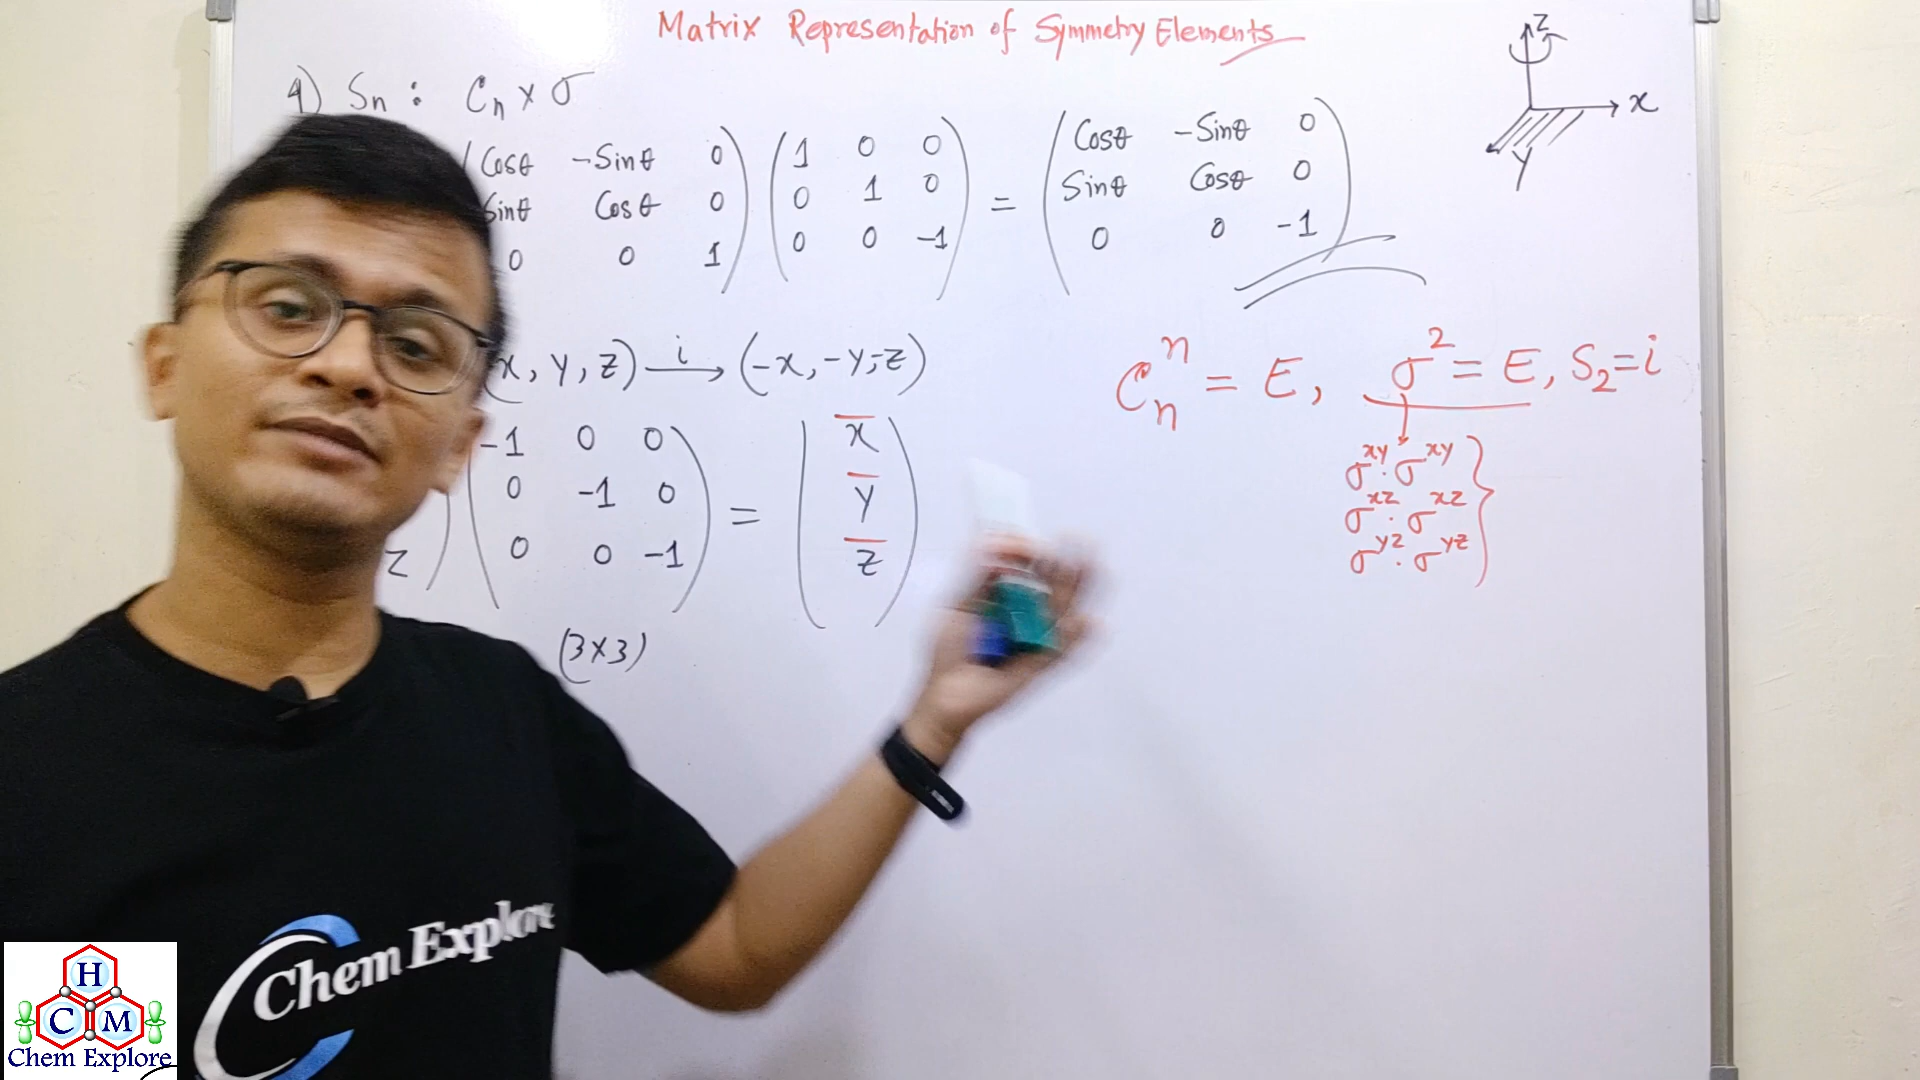 Matrix Representation of Symmetry Elements
4) Sn : Cn × σ
Cosθ -Sinθ 0
Sinθ Cosθ 0
0 0 1
1 0 0
0 1 0
0 0 -1
=
Cosθ -Sinθ 0
Sinθ Cosθ 0
0 0 -1
Z
x
Y
x, Y, Z) i→ (-x, -Y, -Z)
z
-1 0 0
0 -1 0
0 0 -1
=
x̅
Y̅
z̅
(3×3)
Cₙⁿ = E, σ² = E, S₂=i
σˣʸ.σˣʸ
σˣᶻ.σˣᶻ
σʸᶻ.σʸᶻ
Chem Explore
H
C M
Chem Explore